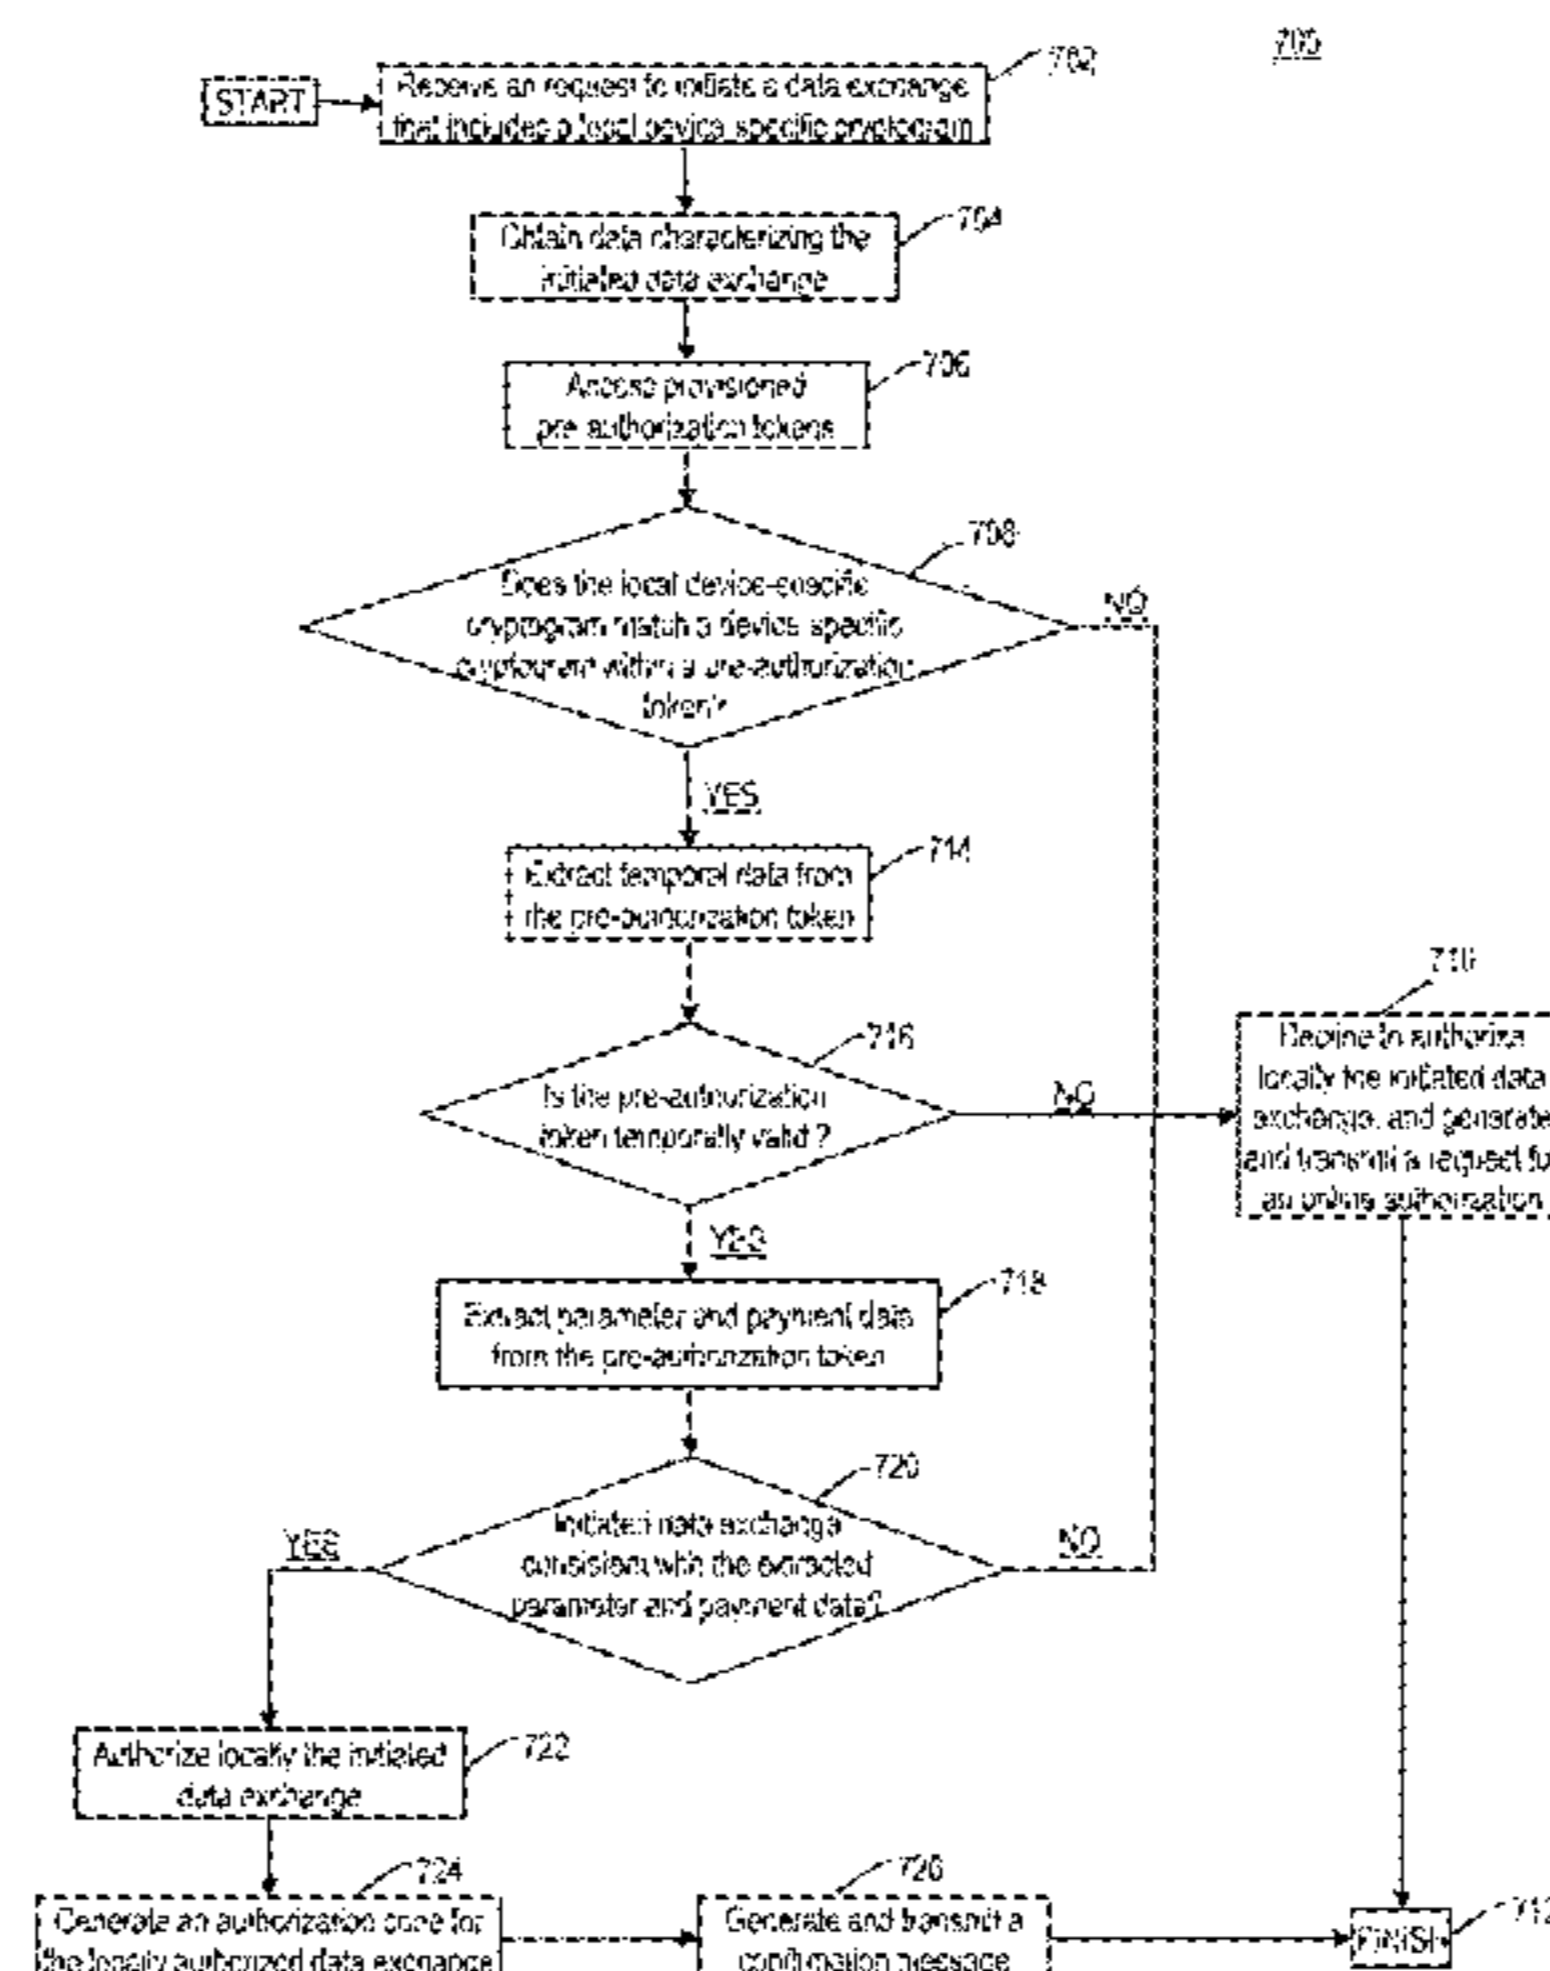 705
START
Receive an request to initiate a data exchange
that includes a local device specific cryptogram
702
Obtain data characterizing the
initiated data exchange
704
Access provisioned
pre authorization tokens
706
Does the local device-specific
cryptogram match a device specific
cryptogram within a pre-authorization
token?
708
NO
YES
Extract temporal data from
the pre-authorization token
714
Is the pre-authorization
token temporally valid?
716
NO
Decline to authorize
locally the initiated data
exchange, and generate
and transmit a request for
an online authorization
YES
Extract parameter and payment data
from the pre-authorization token
718
Initiated data exchange
consistent with the extracted
parameter and payment data?
720
YES
NO
Authorize locally the initiated
data exchange
722
Generate an authorization code for
the locally authorized data exchange
724
Generate and transmit a
confirmation message
726
FINISH
712